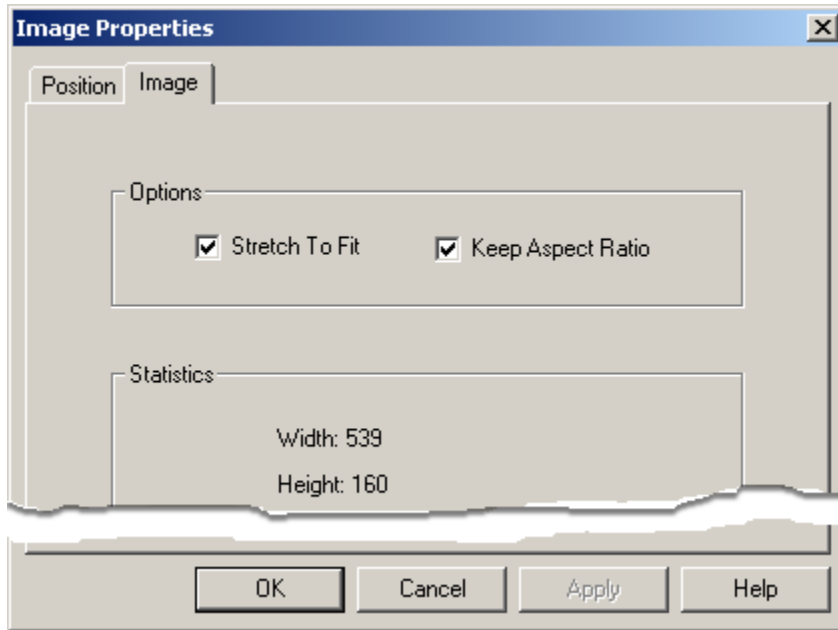 Image Properties
Position Image
Options
Stretch To Fit Keep Aspect Ratio
Statistics
Width: 539
Height: 160
OK Cancel Apply Help